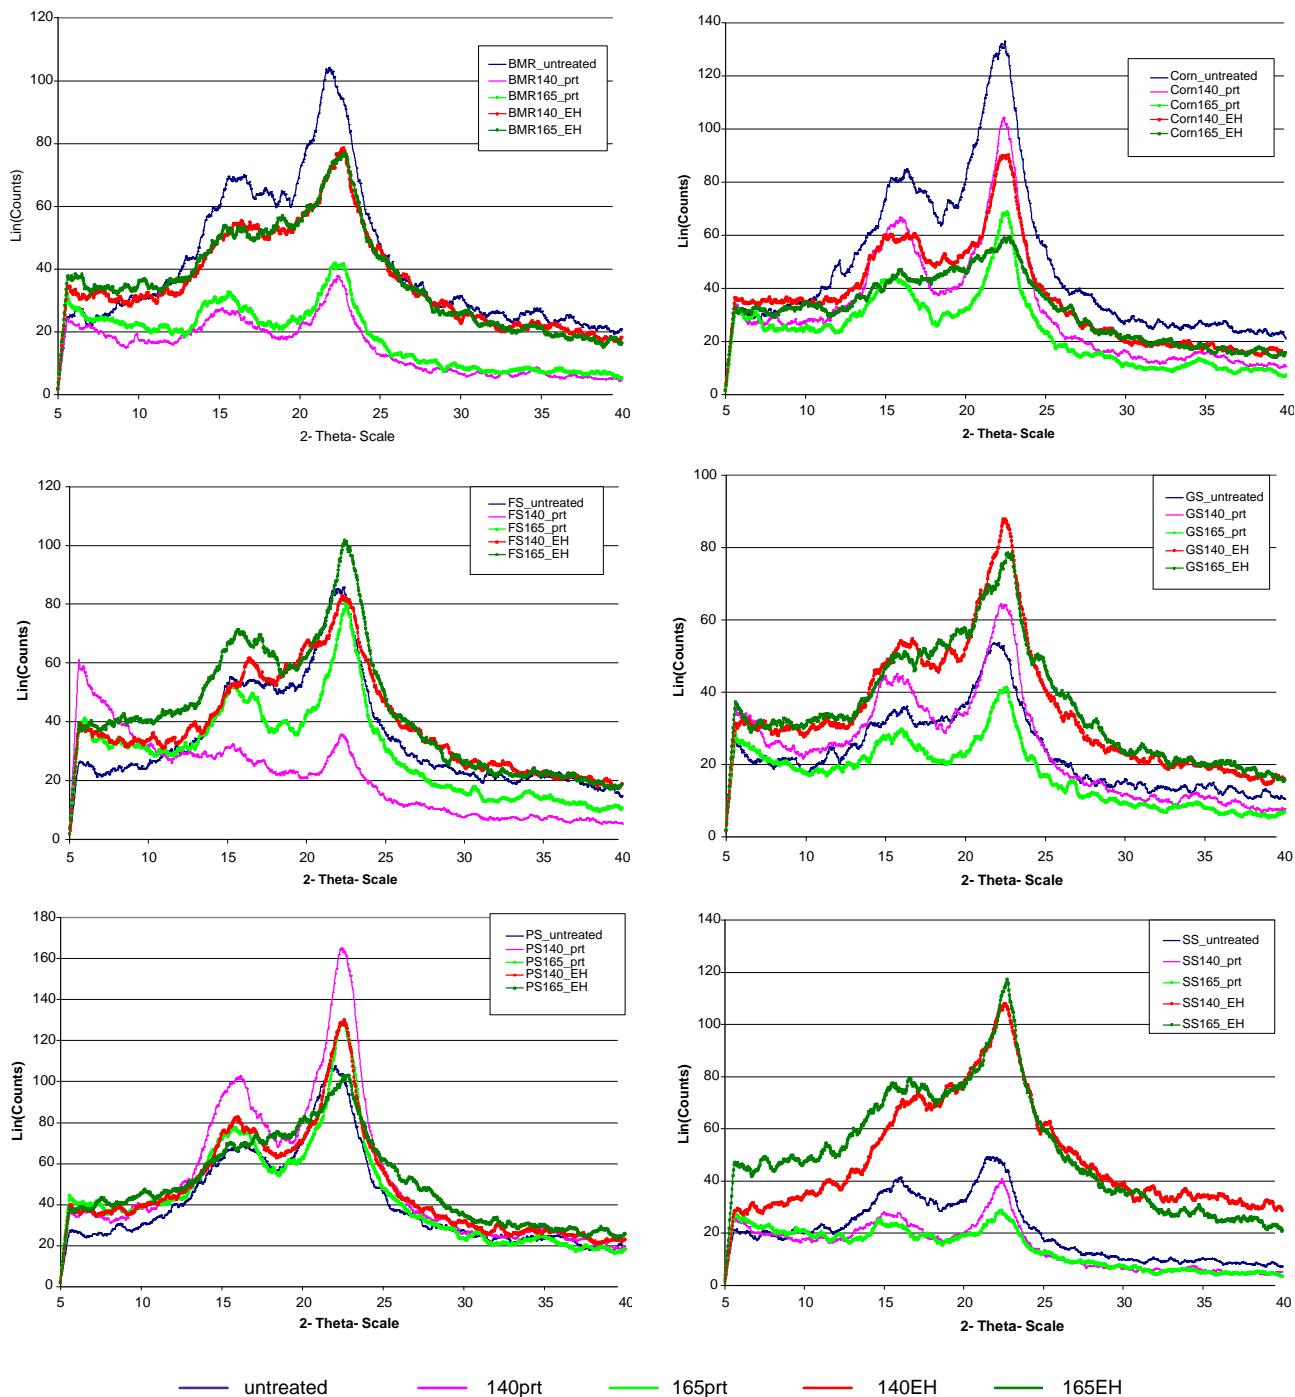 120
100
80
60
40
20
0
Lin(Counts)
5 10 15 20 25 30 35 40
2- Theta- Scale
BMR_untreated
BMR140_prt
BMR165_prt
BMR140_EH
BMR165_EH
140
120
100
80
60
40
20
0
Lin(Counts)
5 10 15 20 25 30 35 40
2- Theta- Scale
Corn_untreated
Corn140_prt
Corn165_prt
Corn140_EH
Corn165_EH
120
100
80
60
40
20
0
Lin(Counts)
5 10 15 20 25 30 35 40
2- Theta- Scale
FS_untreated
FS140_prt
FS165_prt
FS140_EH
FS165_EH
100
80
60
40
20
0
Lin(Counts)
5 10 15 20 25 30 35 40
2- Theta- Scale
GS_untreated
GS140_prt
GS165_prt
GS140_EH
GS165_EH
180
160
140
120
100
80
60
40
20
0
Lin(Counts)
5 10 15 20 25 30 35 40
2- Theta- Scale
PS_untreated
PS140_prt
PS165_prt
PS140_EH
PS165_EH
140
120
100
80
60
40
20
0
Lin(Counts)
5 10 15 20 25 30 35 40
2- Theta- Scale
SS_untreated
SS140_prt
SS165_prt
SS140_EH
SS165_EH
untreated 140prt 165prt 140EH 165EH